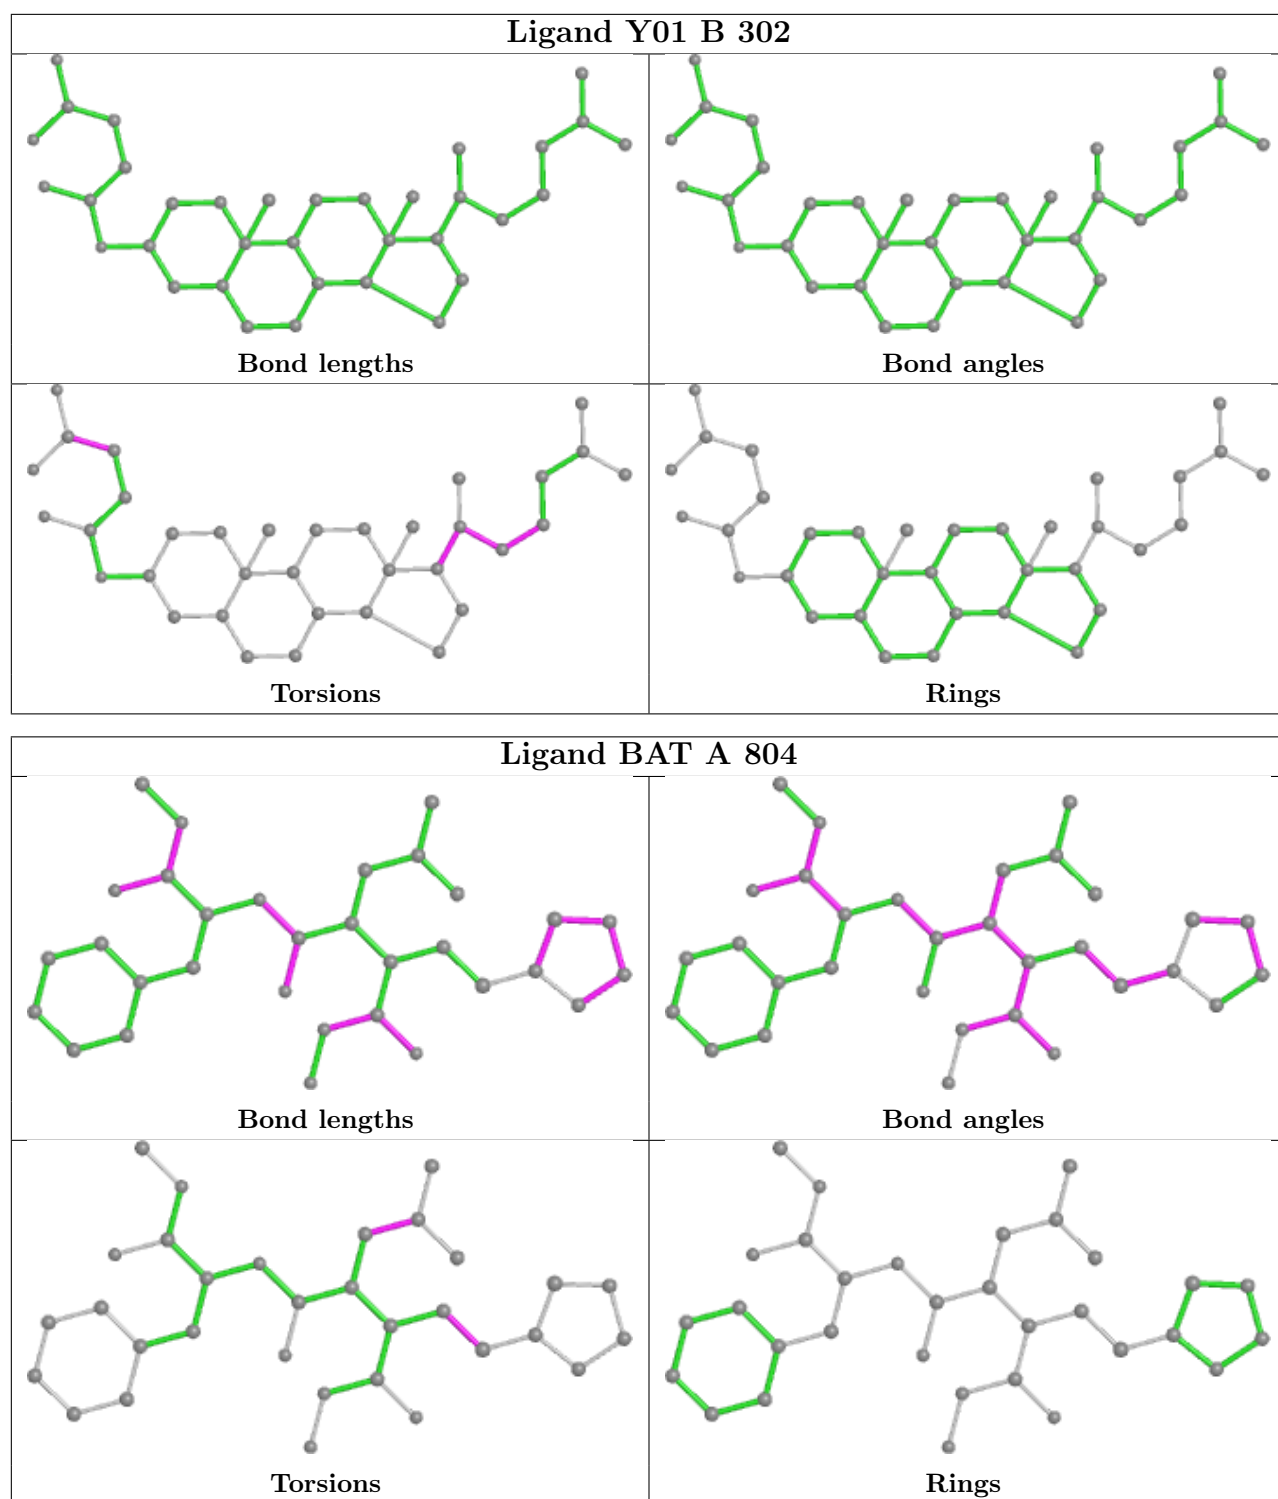 Ligand Y01 B 302
Bond lengths
Bond angles
Torsions
Rings
Ligand BAT A 804
Bond lengths
Bond angles
Torsions
Rings